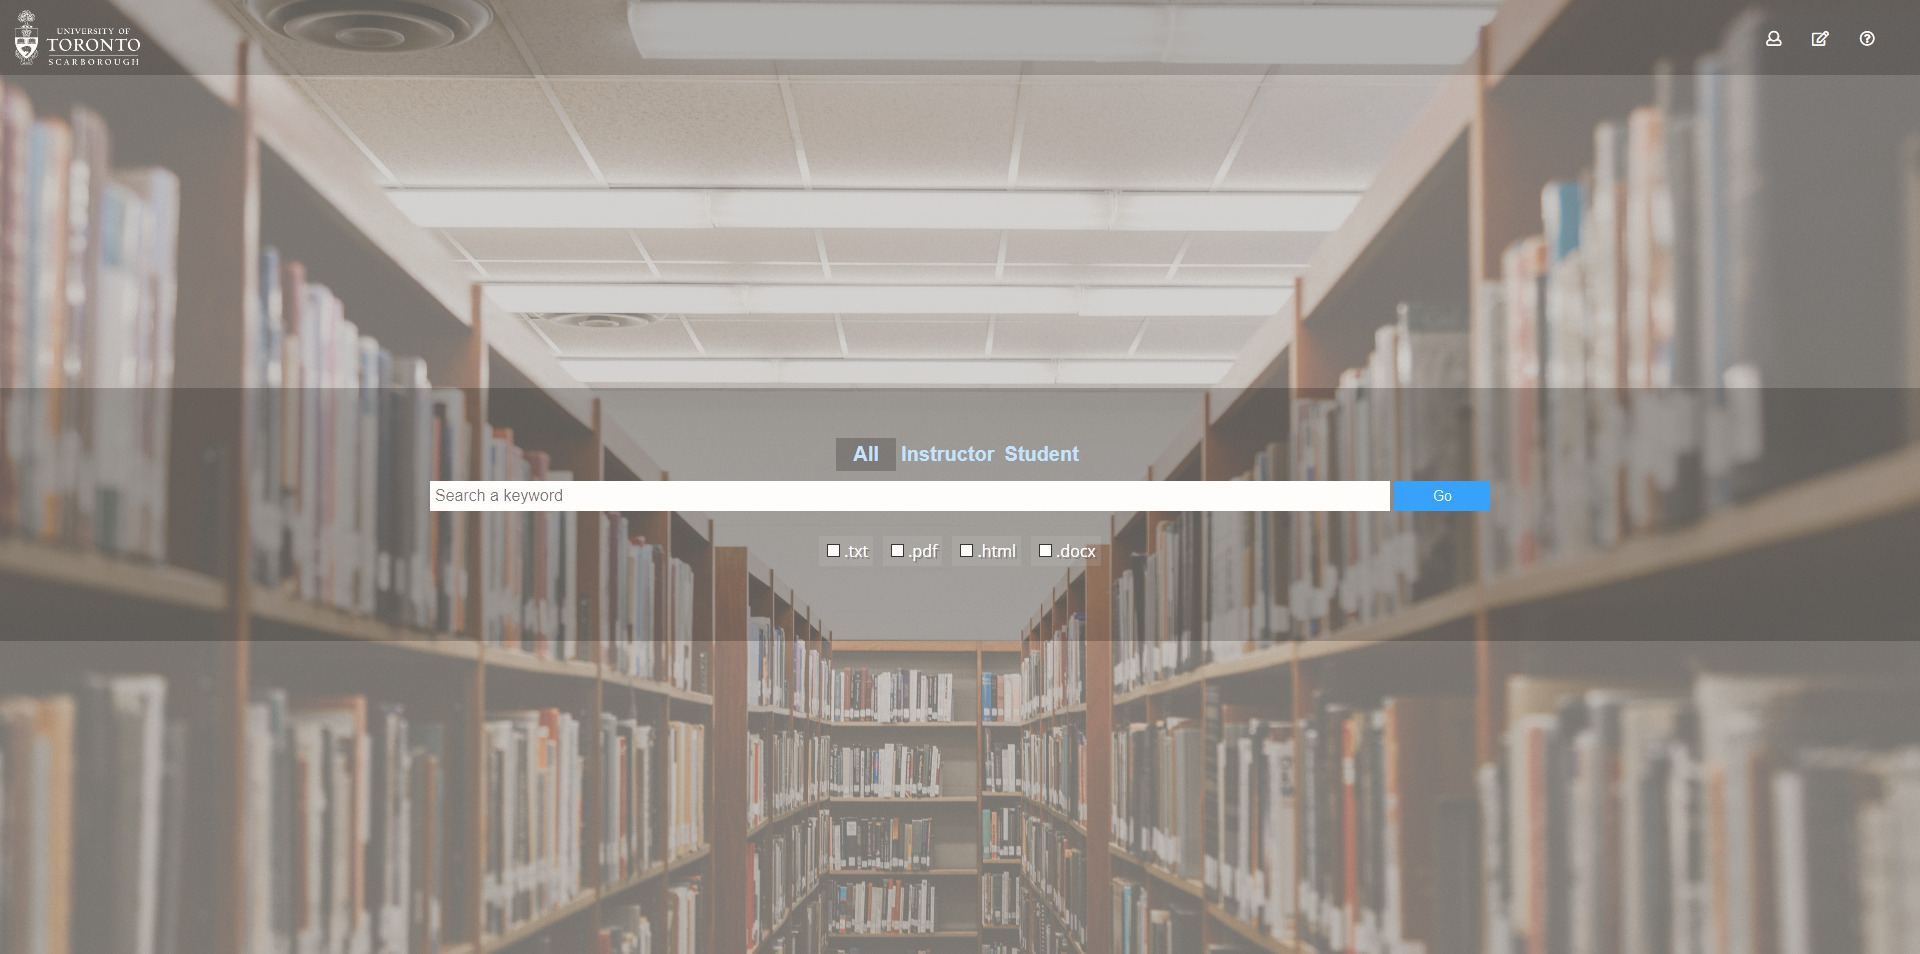 UNIVERSITY OF
TORONTO
SCARBOROUGH
All Instructor Student
Search a keyword
Go
.txt .pdf .html .docx